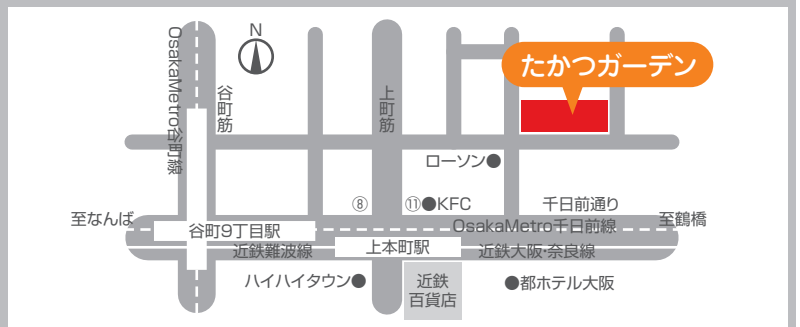 N
OsakaMetro谷町線
谷町筋
上町筋
たかつガーデン
ローソン●
⑧
⑪●KFC
千日前通り
至なんば
谷町9丁目駅
OsakaMetro千日前線
至鶴橋
近鉄難波線
上本町駅
近鉄大阪・奈良線
ハイハイタウン●
近鉄
百貨店
●都ホテル大阪